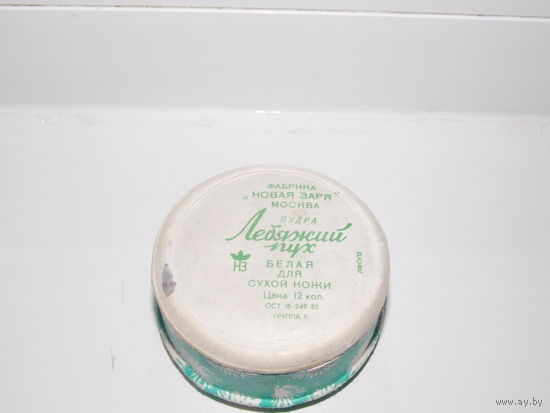 ФАБРИКА
„НОВАЯ ЗАРЯ"
МОСКВА
ПУДРА
Лебяжий
пух
НЗ
БЕЛАЯ
ДЛЯ
СУХОЙ КОЖИ
Цена 12 коп.
ОСТ 18-249-85
ГРУППА II
www.ay.by